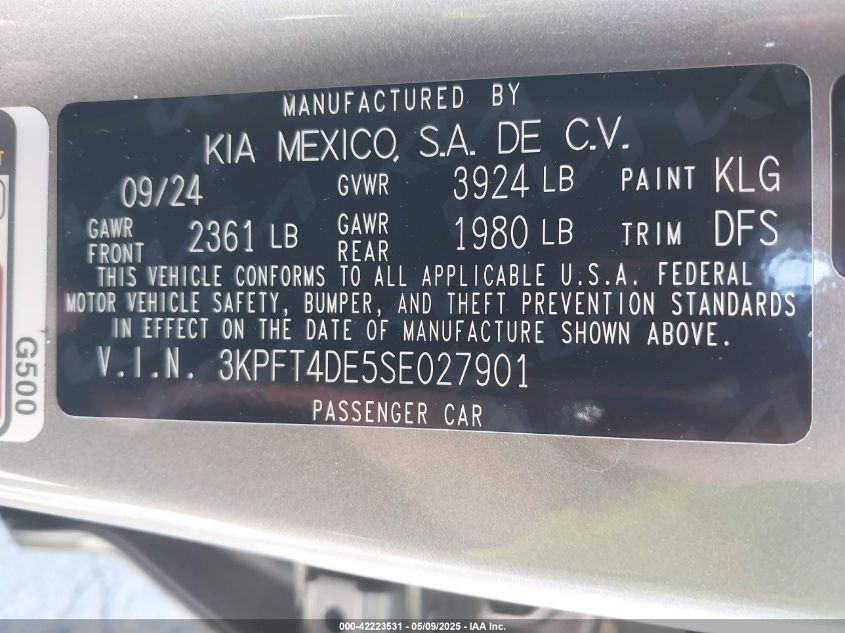 MANUFACTURED BY
KIA MEXICO, S.A. DE C.V.
09/24 GVWR 3924 LB PAINT KLG
GAWR FRONT 2361 LB GAWR REAR 1980 LB TRIM DFS
THIS VEHICLE CONFORMS TO ALL APPLICABLE U.S.A. FEDERAL
MOTOR VEHICLE SAFETY, BUMPER, AND THEFT PREVENTION STANDARDS
IN EFFECT ON THE DATE OF MANUFACTURE SHOWN ABOVE.
V.I.N. 3KPFT4DE5SE027901
PASSENGER CAR
G500
000-42223531 - 05/09/2025 - IAA Inc.